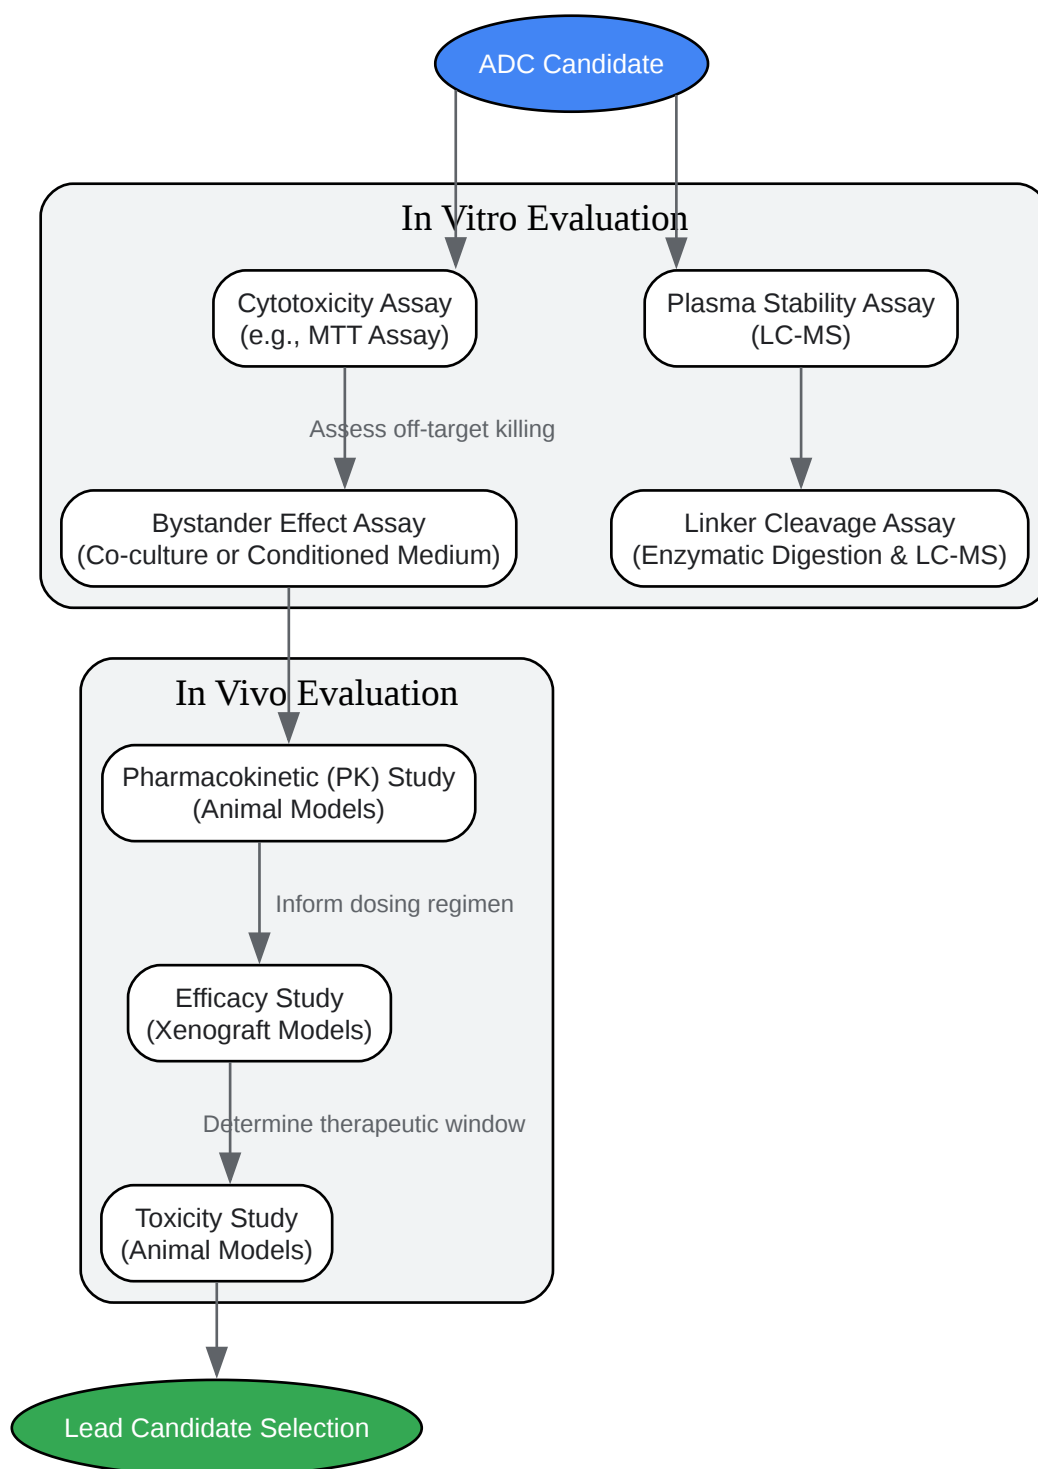 ADC Candidate
In Vitro Evaluation
Cytotoxicity Assay
(e.g., MTT Assay)
Plasma Stability Assay
(LC-MS)
Assess off-target killing
Bystander Effect Assay
(Co-culture or Conditioned Medium)
Linker Cleavage Assay
(Enzymatic Digestion & LC-MS)
In Vivo Evaluation
Pharmacokinetic (PK) Study
(Animal Models)
Inform dosing regimen
Efficacy Study
(Xenograft Models)
Determine therapeutic window
Toxicity Study
(Animal Models)
Lead Candidate Selection